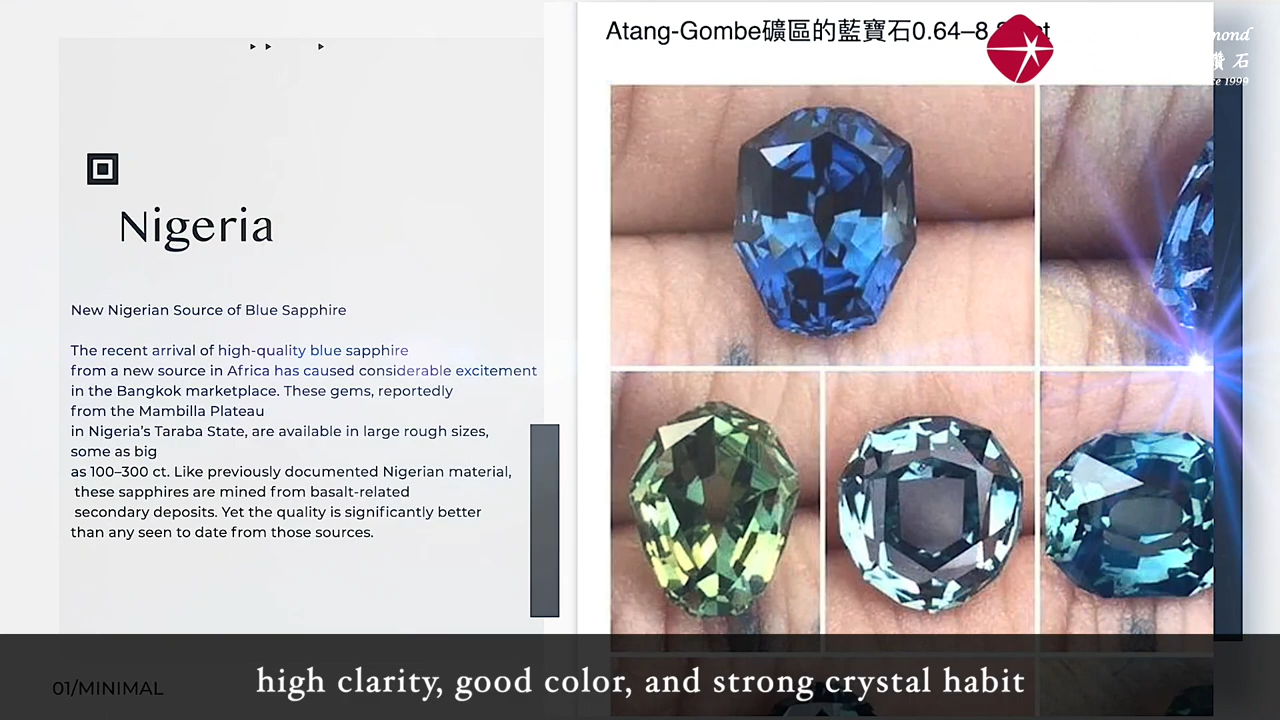 Atang-Gombe礦區的藍寶石0.64–8
石
Nigeria
New Nigerian Source of Blue Sapphire
The recent arrival of high-quality blue sapphire
from a new source in Africa has caused considerable excitement
in the Bangkok marketplace. These gems, reportedly
from the Mambilla Plateau
in Nigeria’s Taraba State, are available in large rough sizes,
some as big
as 100–300 ct. Like previously documented Nigerian material,
these sapphires are mined from basalt-related
secondary deposits. Yet the quality is significantly better
than any seen to date from those sources.
01/MINIMAL
high clarity, good color, and strong crystal habit